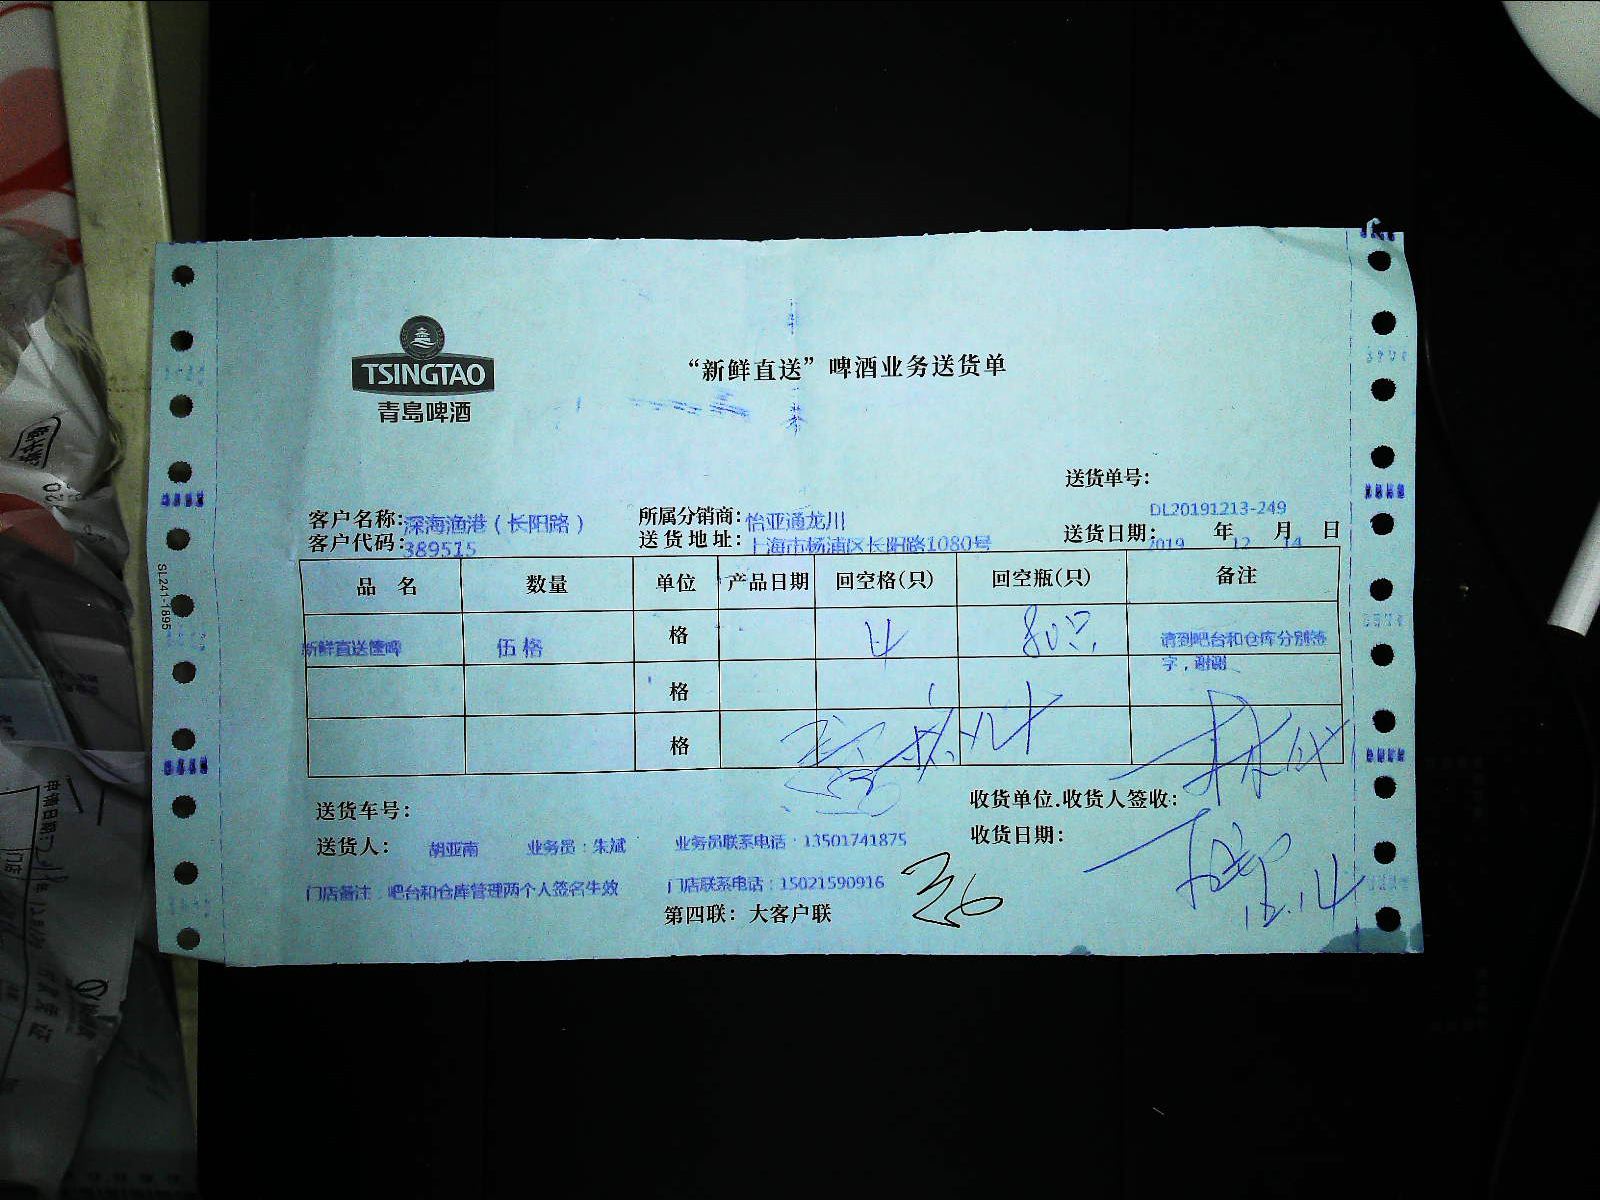 TSINGTAO
青島啤酒
“新鲜直送”啤酒业务送货单
送货单号：
DL20191213-249
客户名称：深海渔港（长阳路）
所属分销商：怡亚通龙川
客户代码：389515
送货地址：上海市杨浦区长阳路1080号
送货日期：2019 年 12 月 14 日
品 名 数量 单位 产品日期 回空格(只) 回空瓶(只) 备注
新鲜直送 伍格 格 4 80只 请到吧台和仓库分别签
字，谢谢
格
格
送货车号：
收货单位.收货人签收：
收货日期：
12.14
送货人： 胡亚南 业务员：朱斌 业务员联系电话：13501741875
门店备注：吧台和仓库管理两个人签名生效 门店联系电话：15021590916
36
第四联：大客户联
SL241-1895